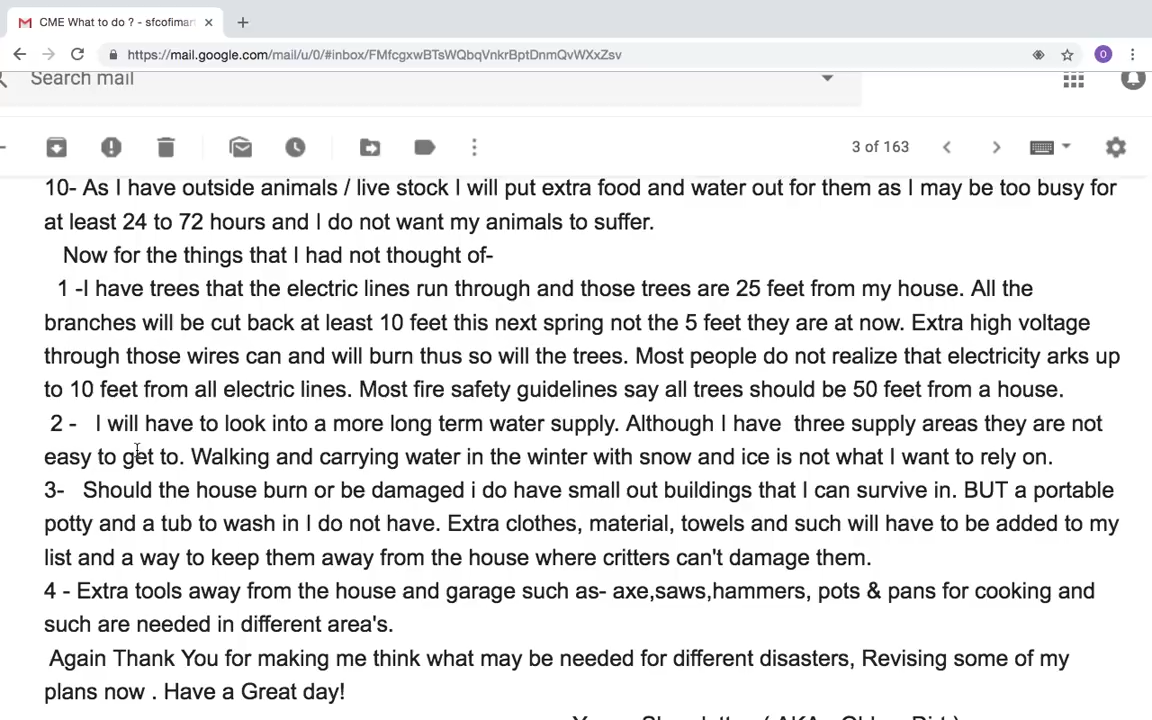 CME What to do ? - sfcofimar
https://mail.google.com/mail/u/0/#inbox/FMfcgxwBTsWQbqVnkrBptDnmQvWXxZsv
O
Search mail
3 of 163
10- As I have outside animals / live stock I will put extra food and water out for them as I may be too busy for
at least 24 to 72 hours and I do not want my animals to suffer.
Now for the things that I had not thought of-
1 -I have trees that the electric lines run through and those trees are 25 feet from my house. All the
branches will be cut back at least 10 feet this next spring not the 5 feet they are at now. Extra high voltage
through those wires can and will burn thus so will the trees. Most people do not realize that electricity arks up
to 10 feet from all electric lines. Most fire safety guidelines say all trees should be 50 feet from a house.
2 - I will have to look into a more long term water supply. Although I have three supply areas they are not
easy to get to. Walking and carrying water in the winter with snow and ice is not what I want to rely on.
3- Should the house burn or be damaged i do have small out buildings that I can survive in. BUT a portable
potty and a tub to wash in I do not have. Extra clothes, material, towels and such will have to be added to my
list and a way to keep them away from the house where critters can't damage them.
4 - Extra tools away from the house and garage such as- axe,saws,hammers, pots & pans for cooking and
such are needed in different area's.
Again Thank You for making me think what may be needed for different disasters, Revising some of my
plans now . Have a Great day!